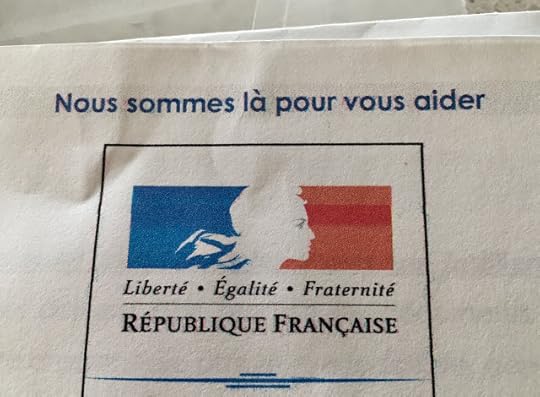 Nous sommes là pour vous aider
Liberté • Égalité • Fraternité
RÉPUBLIQUE FRANÇAISE